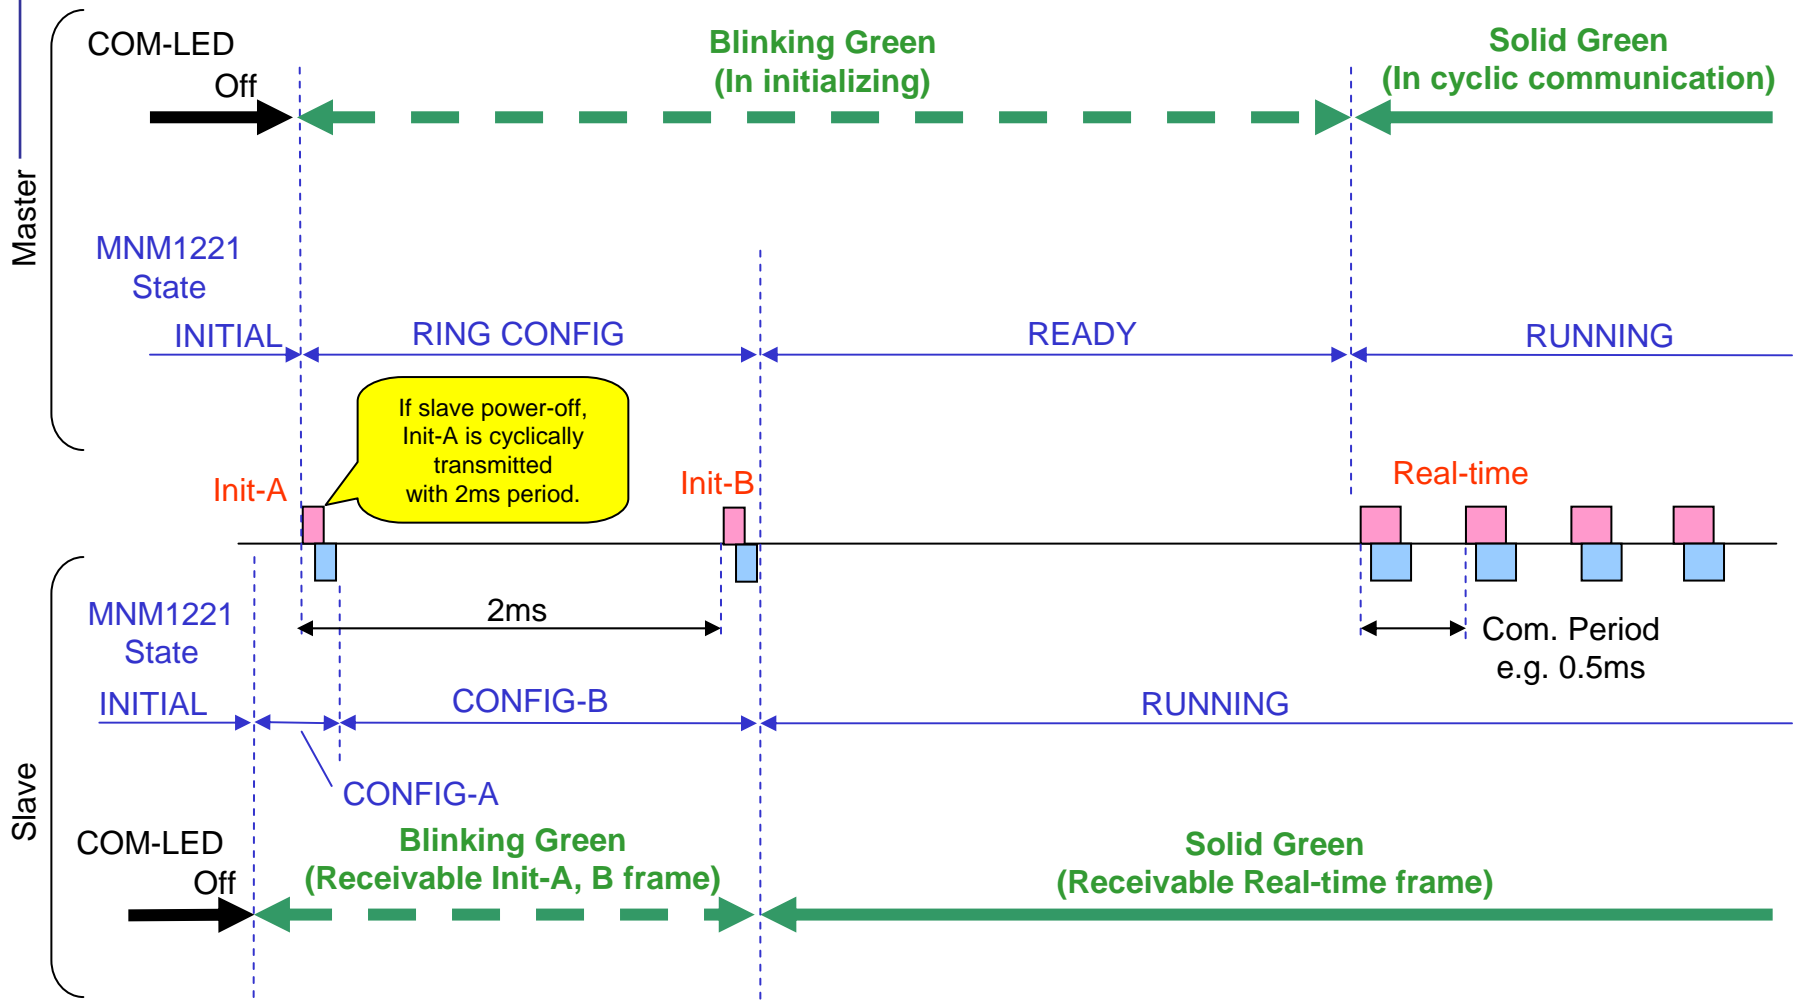 COM-LED
Off
Blinking Green
(In initializing)
Solid Green
(In cyclic communication)
Master
MNM1221
State
INITIAL
RING CONFIG
READY
RUNNING
If slave power-off,
Init-A is cyclically
transmitted
with 2ms period.
Init-A
Init-B
Real-time
2ms
Com. Period
e.g. 0.5ms
Slave
MNM1221
State
INITIAL
CONFIG-B
RUNNING
CONFIG-A
COM-LED
Off
Blinking Green
(Receivable Init-A, B frame)
Solid Green
(Receivable Real-time frame)